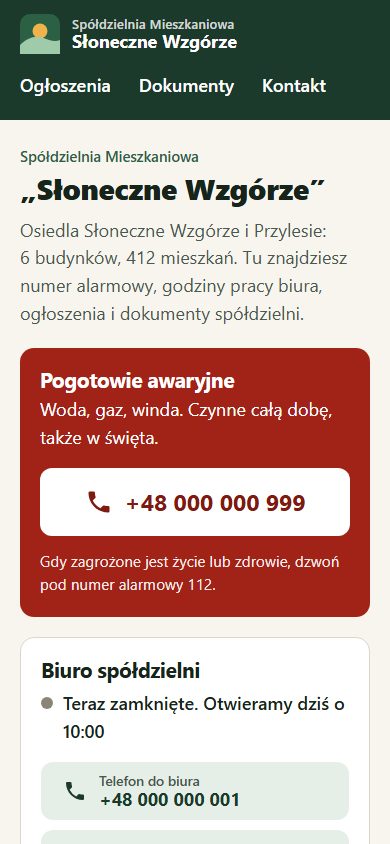 Spółdzielnia Mieszkaniowa
Słoneczne Wzgórze
Ogłoszenia Dokumenty Kontakt
Spółdzielnia Mieszkaniowa
„Słoneczne Wzgórze”
Osiedla Słoneczne Wzgórze i Przylesie:
6 budynków, 412 mieszkań. Tu znajdziesz
numer alarmowy, godziny pracy biura,
ogłoszenia i dokumenty spółdzielni.
Pogotowie awaryjne
Woda, gaz, winda. Czynne całą dobę,
także w święta.
+48 000 000 999
Gdy zagrożone jest życie lub zdrowie, dzwoń
pod numer alarmowy 112.
Biuro spółdzielni
Teraz zamknięte. Otwieramy dziś o
10:00
Telefon do biura
+48 000 000 001